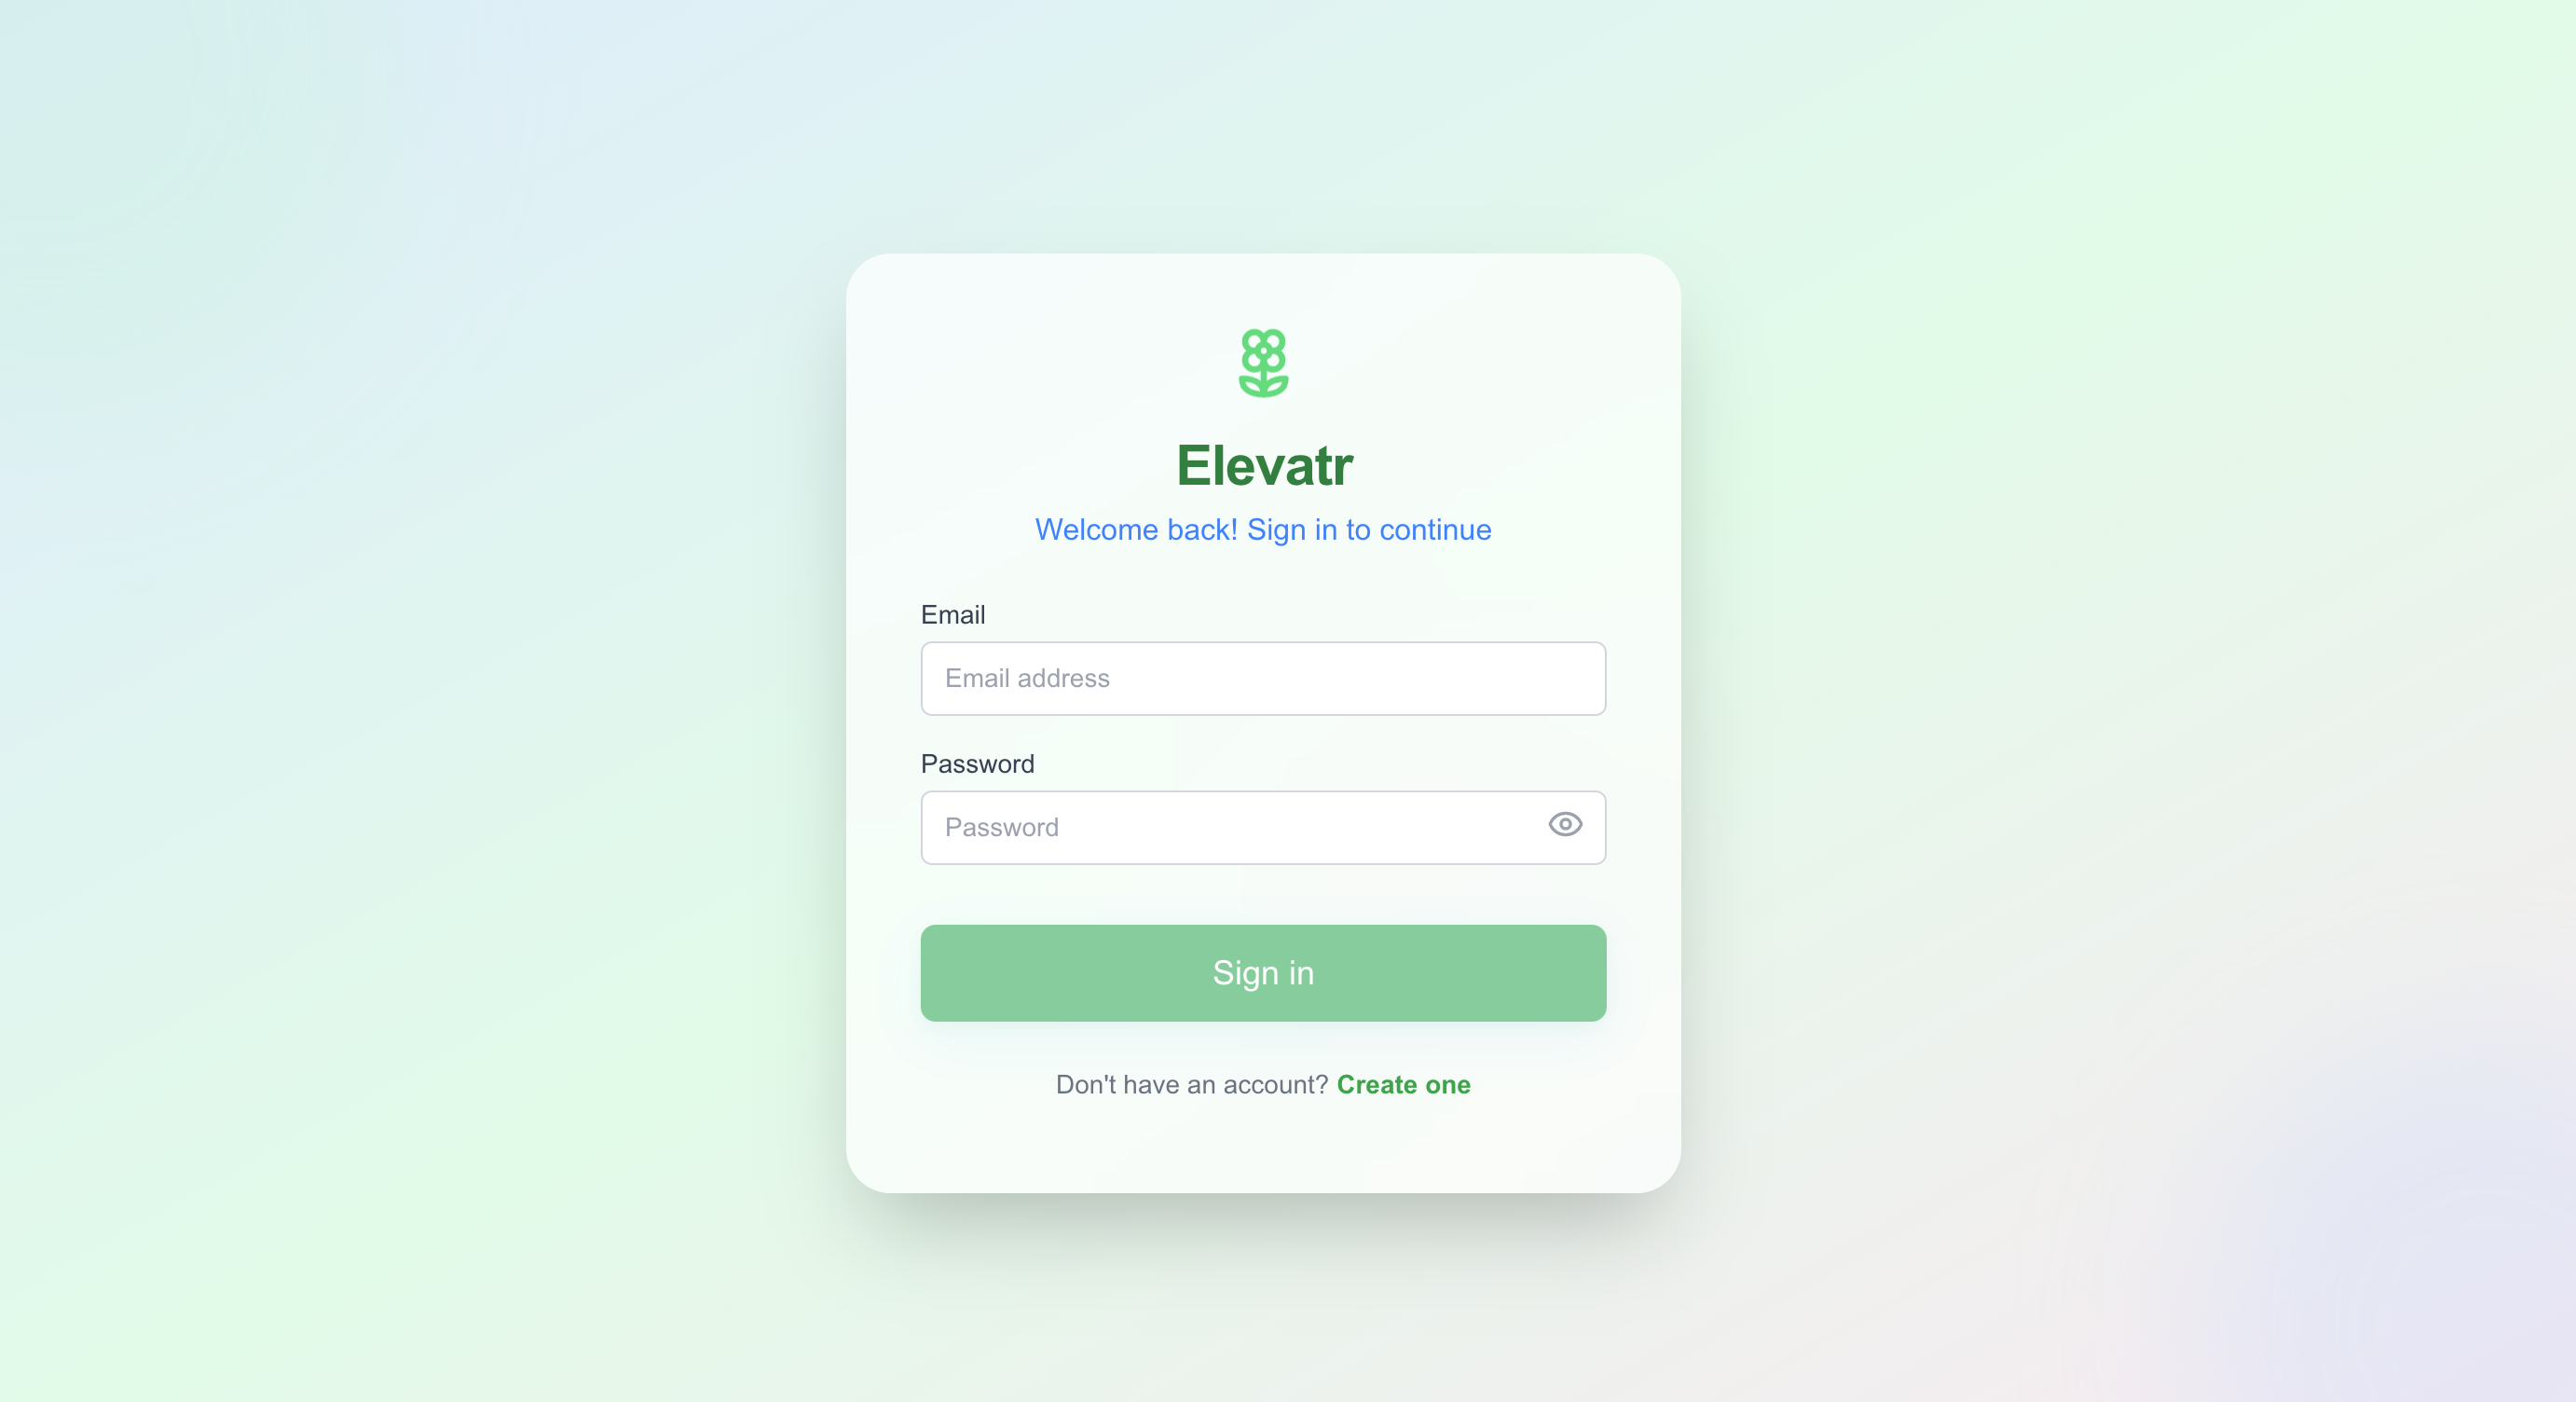 Elevatr
Welcome back! Sign in to continue
Email
Email address
Password
Password
Sign in
Don't have an account? Create one